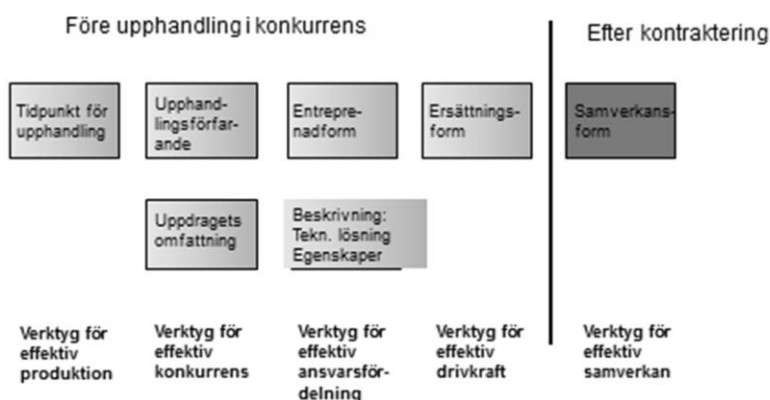 Före upphandling i konkurrens
Efter kontraktering
Tidpunkt för
upphandling
Upphand-
lingsförfar-
ande
Entrepre-
nadform
Ersättnings-
form
Samverkans-
form
Uppdragets
omfattning
Beskrivning:
Tekn. lösning
Egenskaper
Verktyg för
effektiv
produktion
Verktyg för
effektiv
konkurrens
Verktyg för
effektiv
ansvarsför-
delning
Verktyg för
effektiv
drivkraft
Verktyg för
effektiv
samverkan